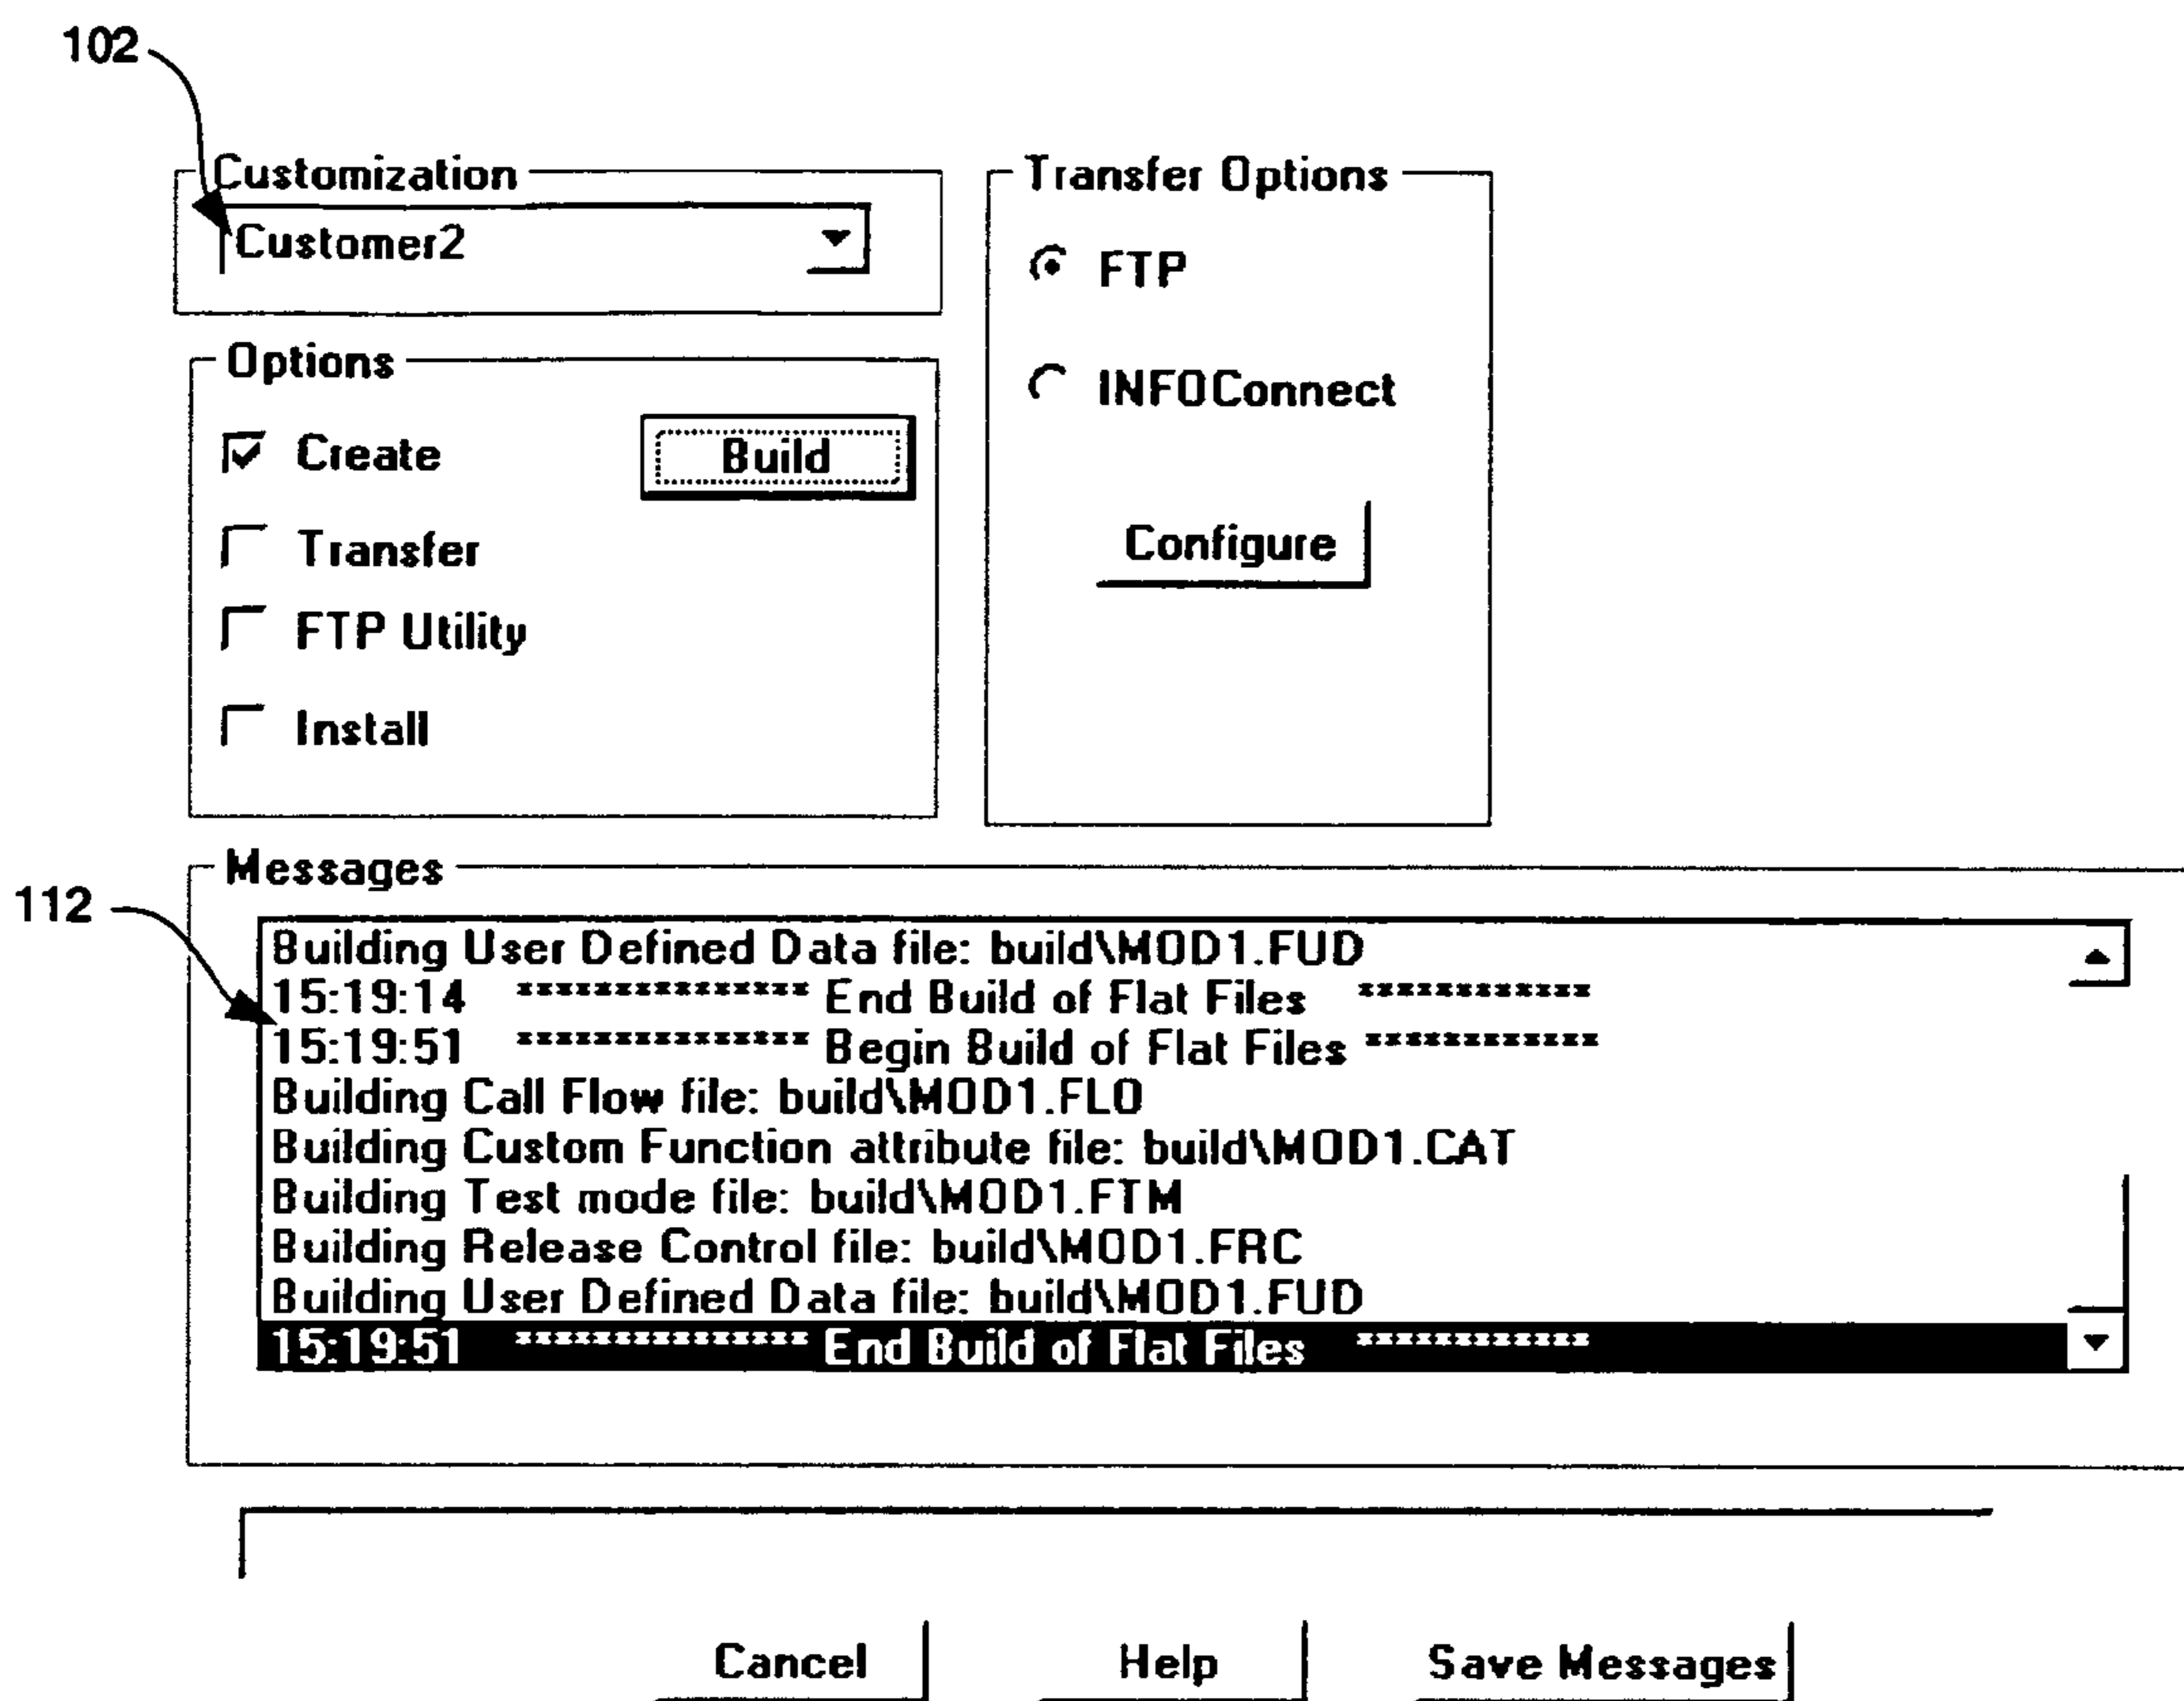 102
Customization
Customer2
Transfer Options
FTP
INFOConnect
Configure
Options
Create
Build
Transfer
FTP Utility
Install
Messages
112
Building User Defined Data file: build\MOD1.FUD
15:19:14 *************** End Build of Flat Files ************
15:19:51 *************** Begin Build of Flat Files ************
Building Call Flow file: build\MOD1.FLO
Building Custom Function attribute file: build\MOD1.CAT
Building Test mode file: build\MOD1.FTM
Building Release Control file: build\MOD1.FRC
Building User Defined Data file: build\MOD1.FUD
15:19:51 *************** End Build of Flat Files ************
Cancel
Help
Save Messages